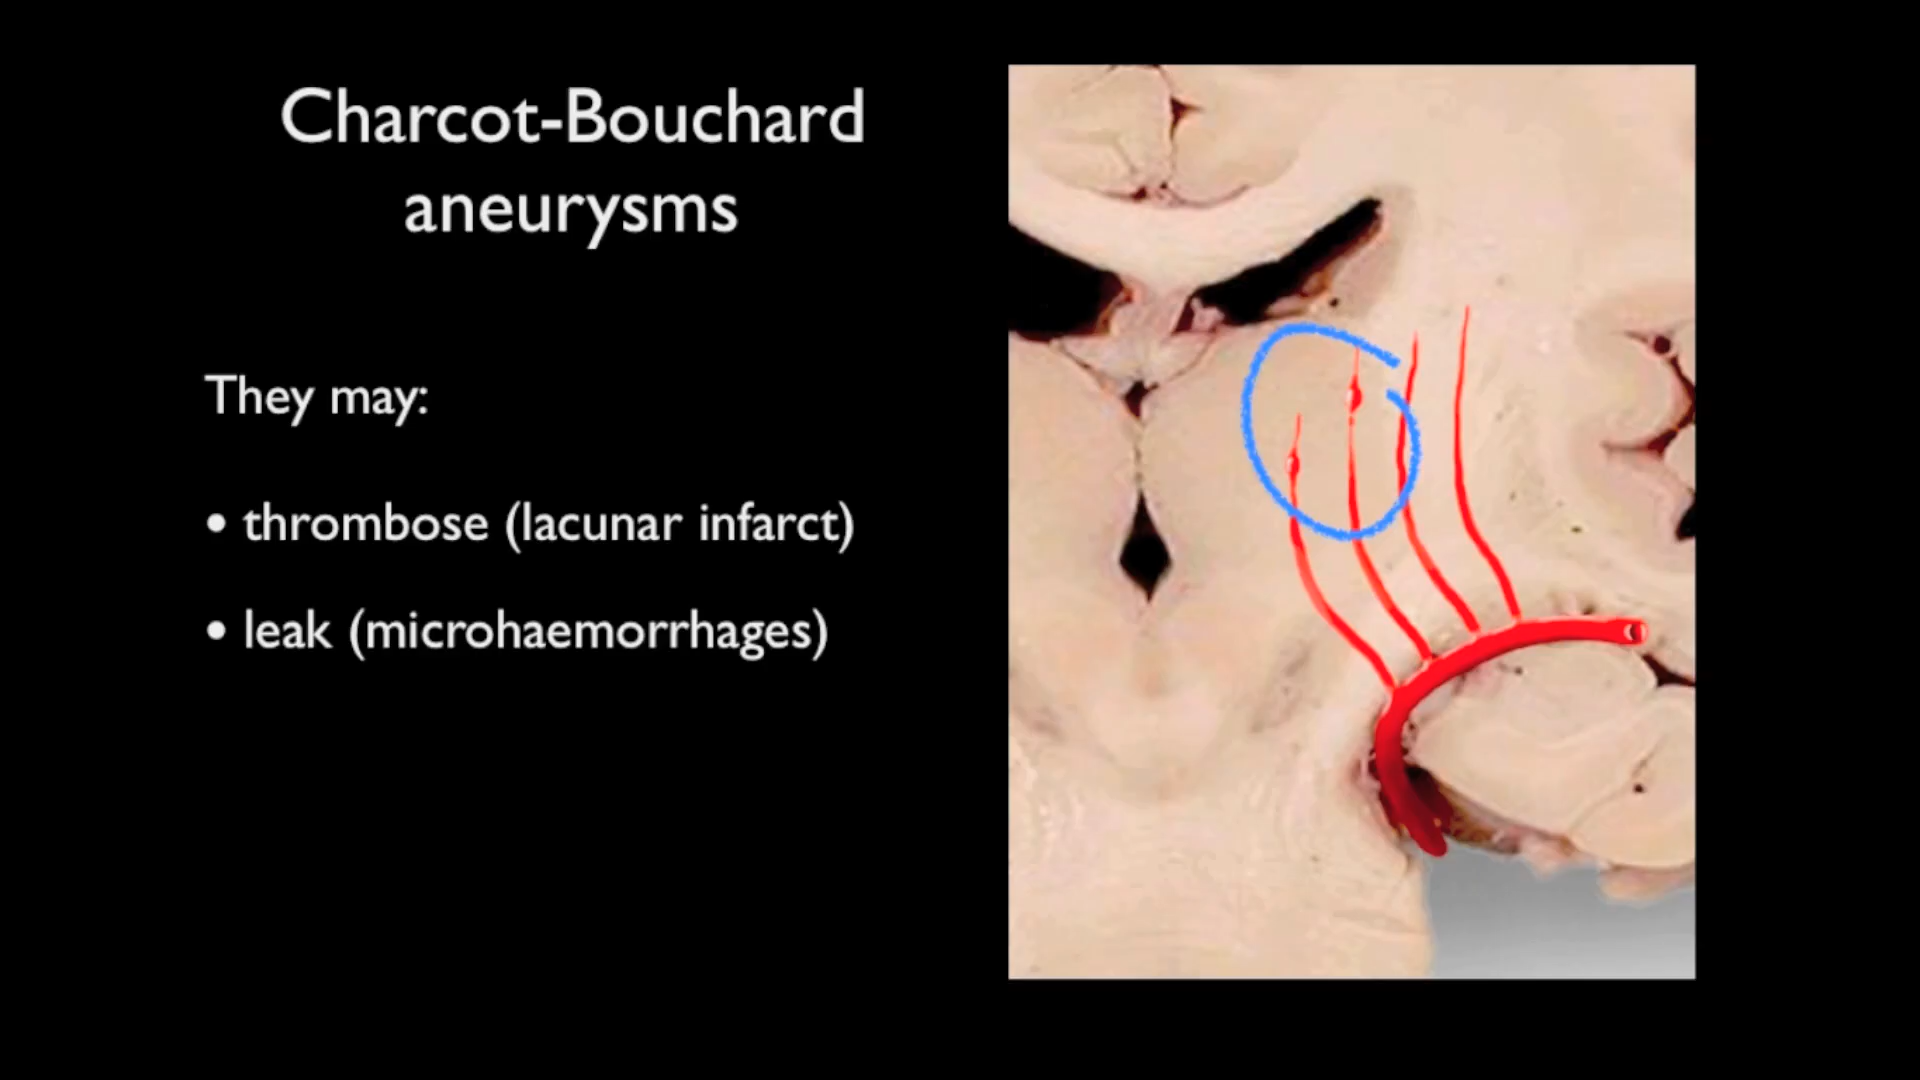 Charcot-Bouchard
aneurysms
They may:
• thrombose (lacunar infarct)
• leak (microhaemorrhages)